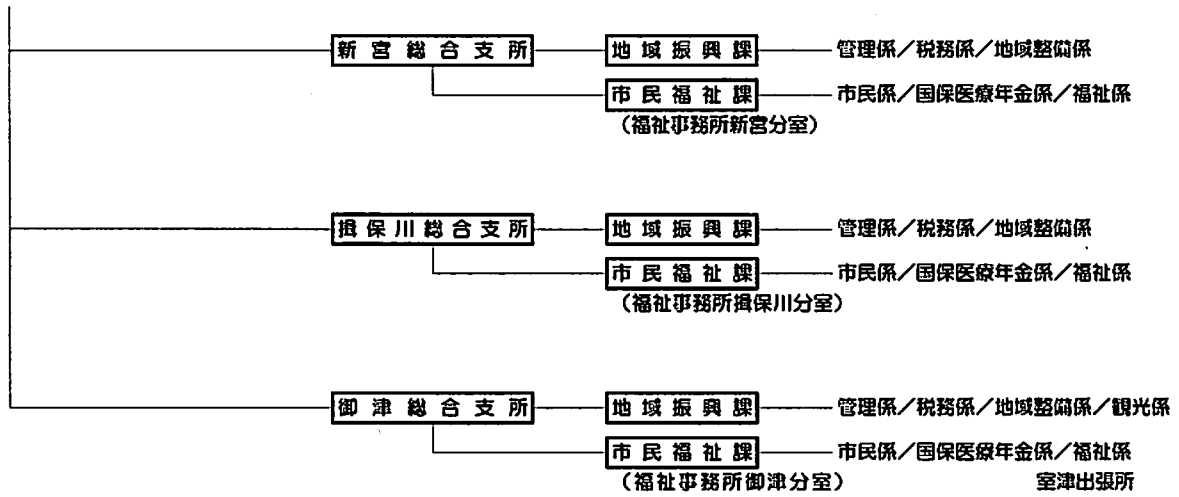 新宮総合支所 地域振興課 管理係／税務係／地域整備係
市民福祉課 市民係／国保医療年金係／福祉係
（福祉事務所新宮分室）
揖保川総合支所 地域振興課 管理係／税務係／地域整備係
市民福祉課 市民係／国保医療年金係／福祉係
（福祉事務所揖保川分室）
御津総合支所 地域振興課 管理係／税務係／地域整備係／観光係
市民福祉課 市民係／国保医療年金係／福祉係
（福祉事務所御津分室） 室津出張所